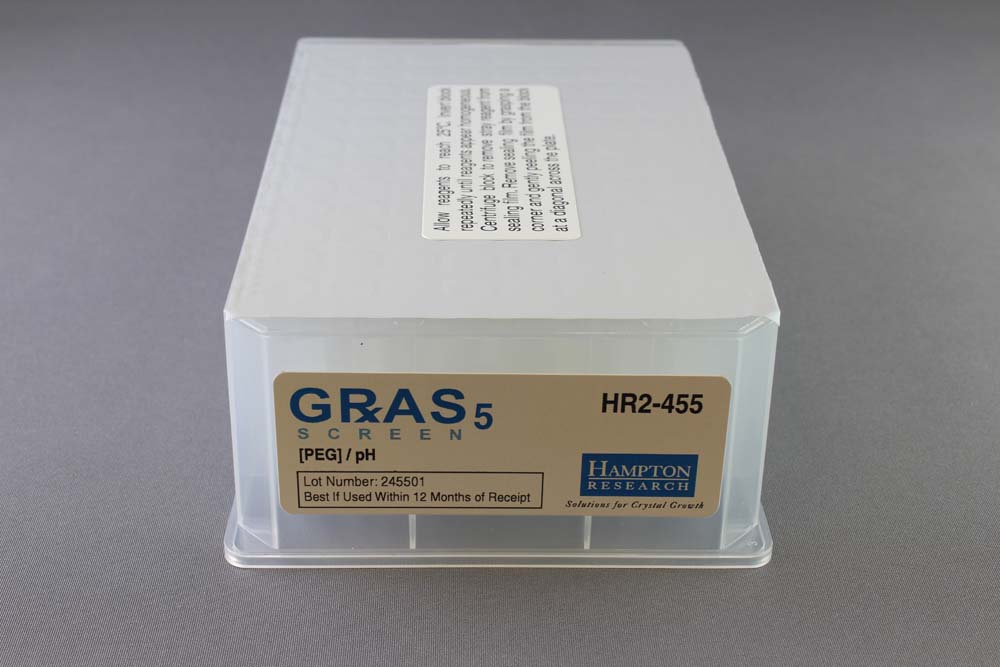 Allow reagents to reach 25°C. Invert block
repeatedly until reagents appear homogeneous.
Centrifuge block to remove stray reagent from
sealing film. Remove sealing film by grasping a
corner and gently peeling the film from the block
at a diagonal across the plate.
GRxAS 5
SCREEN
[PEG] / pH
Lot Number: 245501
Best If Used Within 12 Months of Receipt
HR2-455
HAMPTON
RESEARCH
Solutions for Crystal Growth